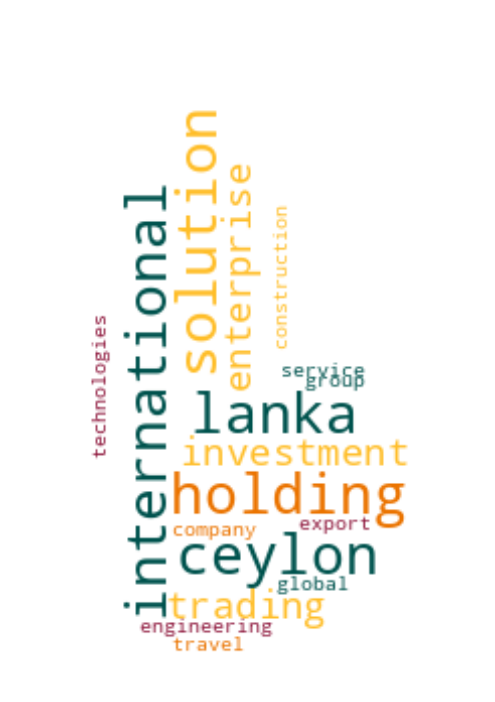 technologies
international
solution
enterprise
construction
service
group
lanka
investment
holding
export
company
ceylon
global
trading
engineering
travel